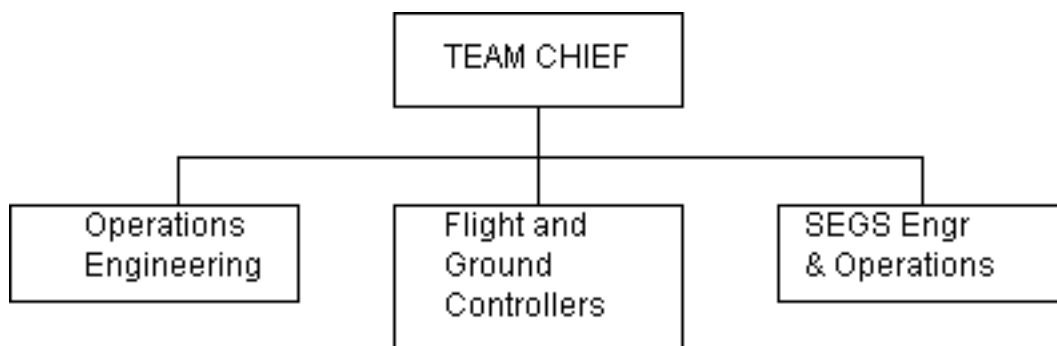 TEAM CHIEF
Operations
Engineering
Flight and
Ground
Controllers
SEGS Engr
& Operations